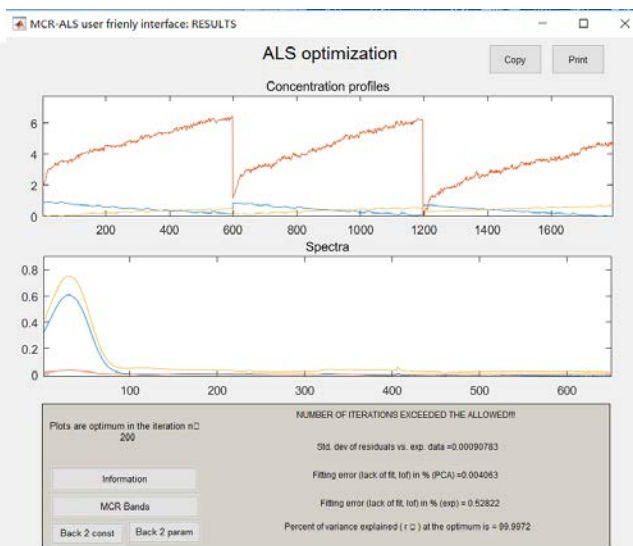 MCR-ALS user frienly interface: RESULTS
ALS optimization
Copy
Print
Concentration profiles
6
4
2
0
200 400 600 800 1000 1200 1400 1600
Spectra
0.8
0.6
0.4
0.2
0
100 200 300 400 500 600
Plots are optimum in the iteration n□
200
Information
MCR Bands
Back 2 const
Back 2 param
NUMBER OF ITERATIONS EXCEEDED THE ALLOWED!!!
Std. dev of residuals vs. exp. data =0.00090783
Fitting error (lack of fit, lof) in % (PCA) =0.004063
Fitting error (lack of fit, lof) in % (exp) = 0.52822
Percent of variance explained ( r □ ) at the optimum is = 99.9972